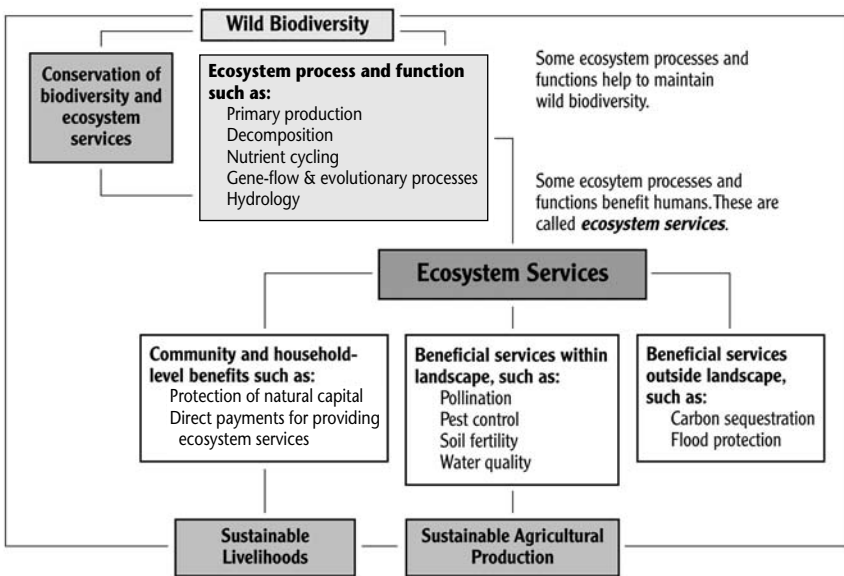 Wild Biodiversity
Conservation of
biodiversity and
ecosystem
services
Ecosystem process and function
such as:
Primary production
Decomposition
Nutrient cycling
Gene-flow & evolutionary processes
Hydrology
Some ecosystem processes and
functions help to maintain
wild biodiversity.
Some ecosytem processes and
functions benefit humans. These are
called ecosystem services.
Ecosystem Services
Community and household-
level benefits such as:
Protection of natural capital
Direct payments for providing
ecosystem services
Beneficial services within
landscape, such as:
Pollination
Pest control
Soil fertility
Water quality
Beneficial services
outside landscape,
such as:
Carbon sequestration
Flood protection
Sustainable
Livelihoods
Sustainable Agricultural
Production